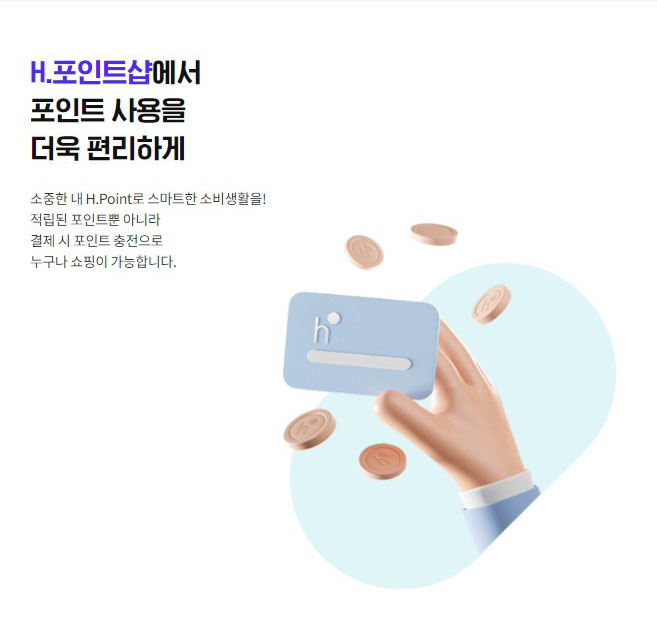 H.포인트샵에서
포인트 사용을
더욱 편리하게
소중한 내 H.Point로 스마트한 소비생활을!
적립된 포인트뿐 아니라
결제 시 포인트 충전으로
누구나 쇼핑이 가능합니다.
h
h
h
h
h